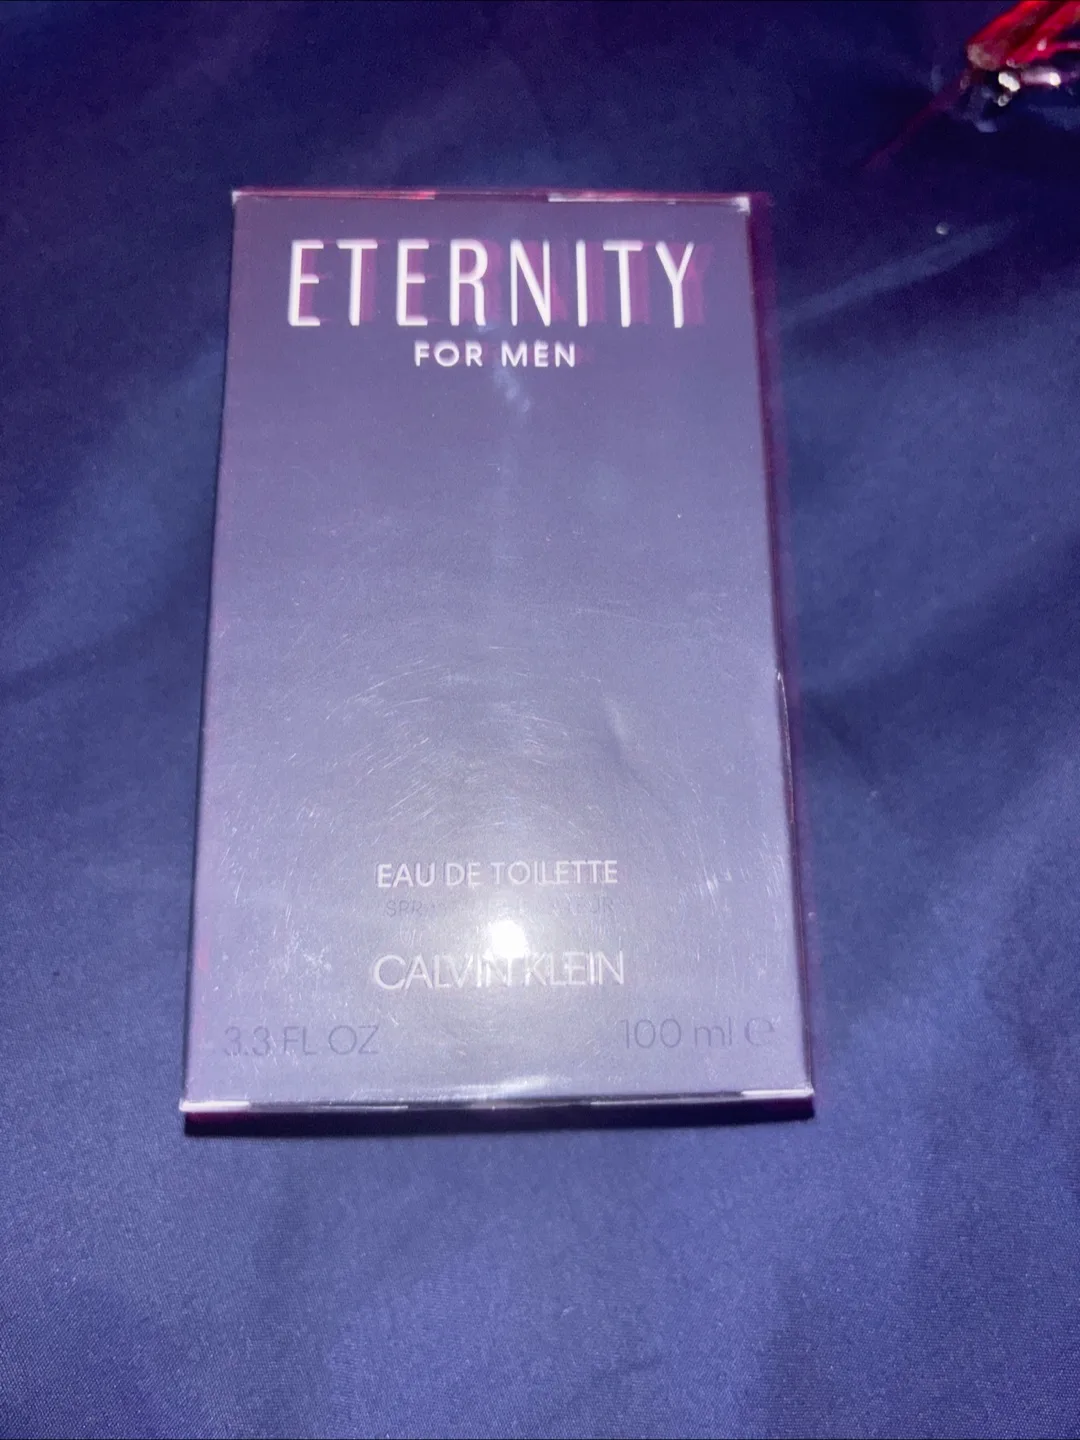 ETERNITY
FOR MEN
EAU DE TOILETTE
CALVIN KLEIN
3.3 FL OZ 100 ml e